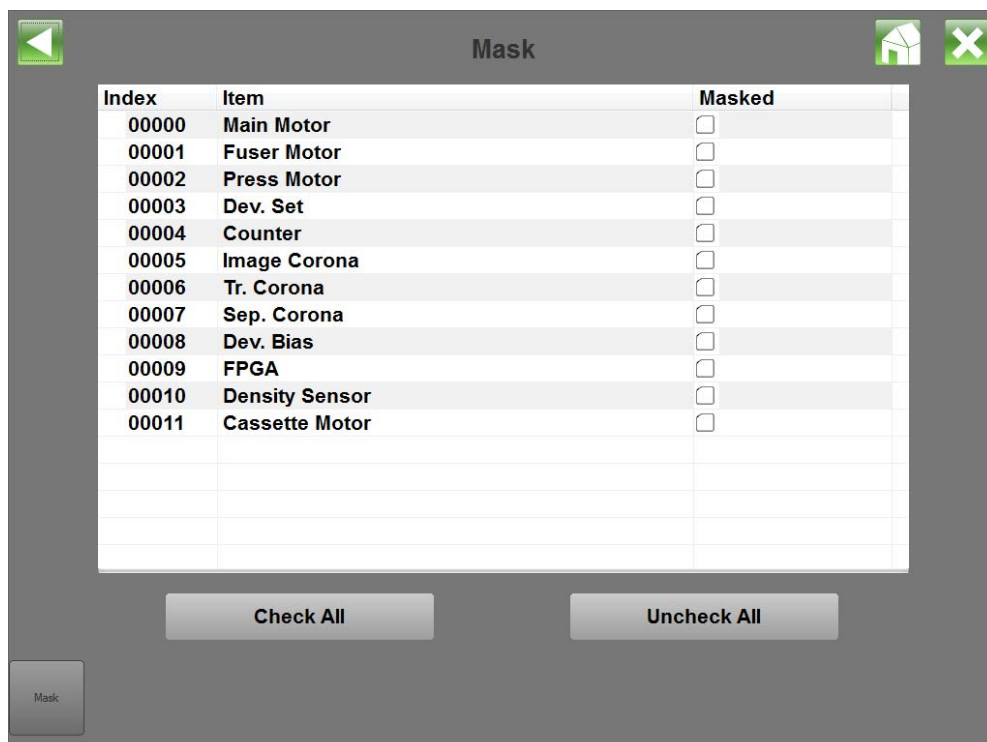 Mask
Index Item Masked
00000 Main Motor
00001 Fuser Motor
00002 Press Motor
00003 Dev. Set
00004 Counter
00005 Image Corona
00006 Tr. Corona
00007 Sep. Corona
00008 Dev. Bias
00009 FPGA
00010 Density Sensor
00011 Cassette Motor
Check All Uncheck All
Mask